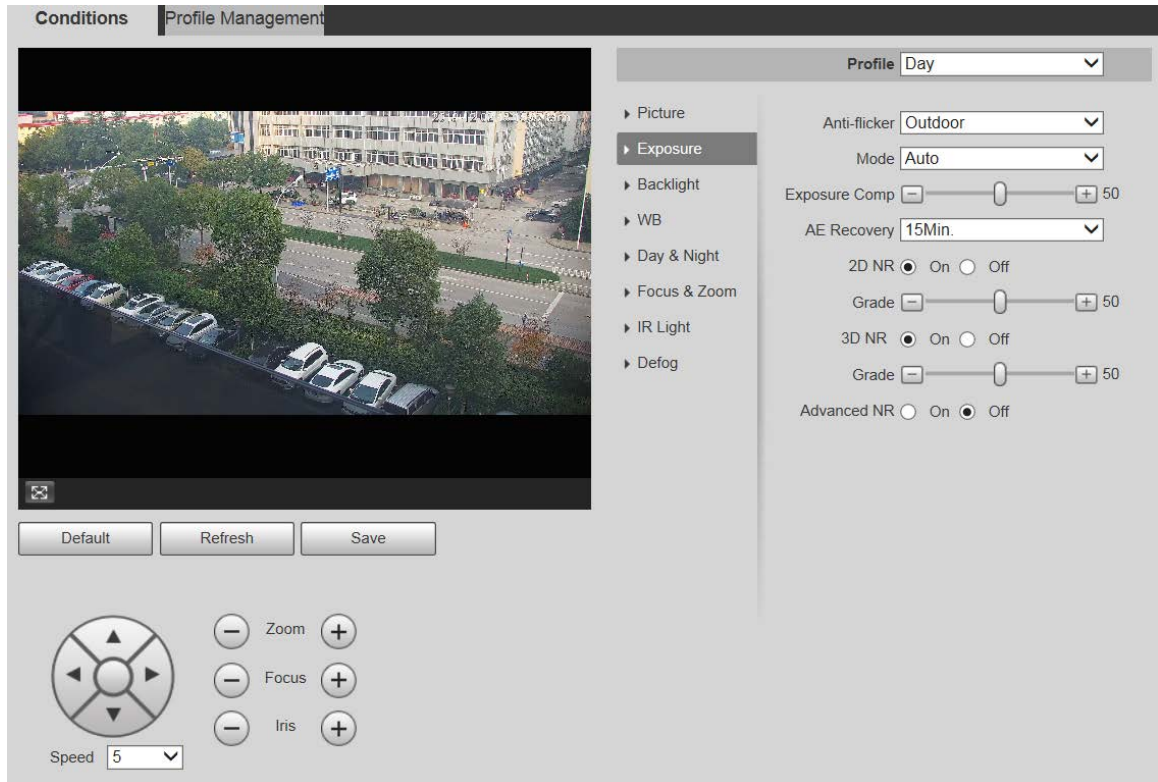 Conditions
Profile Management
Profile Day
Picture
Exposure
Backlight
WB
Day & Night
Focus & Zoom
IR Light
Defog
Anti-flicker Outdoor
Mode Auto
Exposure Comp 50
AE Recovery 15Min.
2D NR On Off
Grade 50
3D NR On Off
Grade 50
Advanced NR On Off
Default
Refresh
Save
Zoom
Focus
Iris
Speed 5